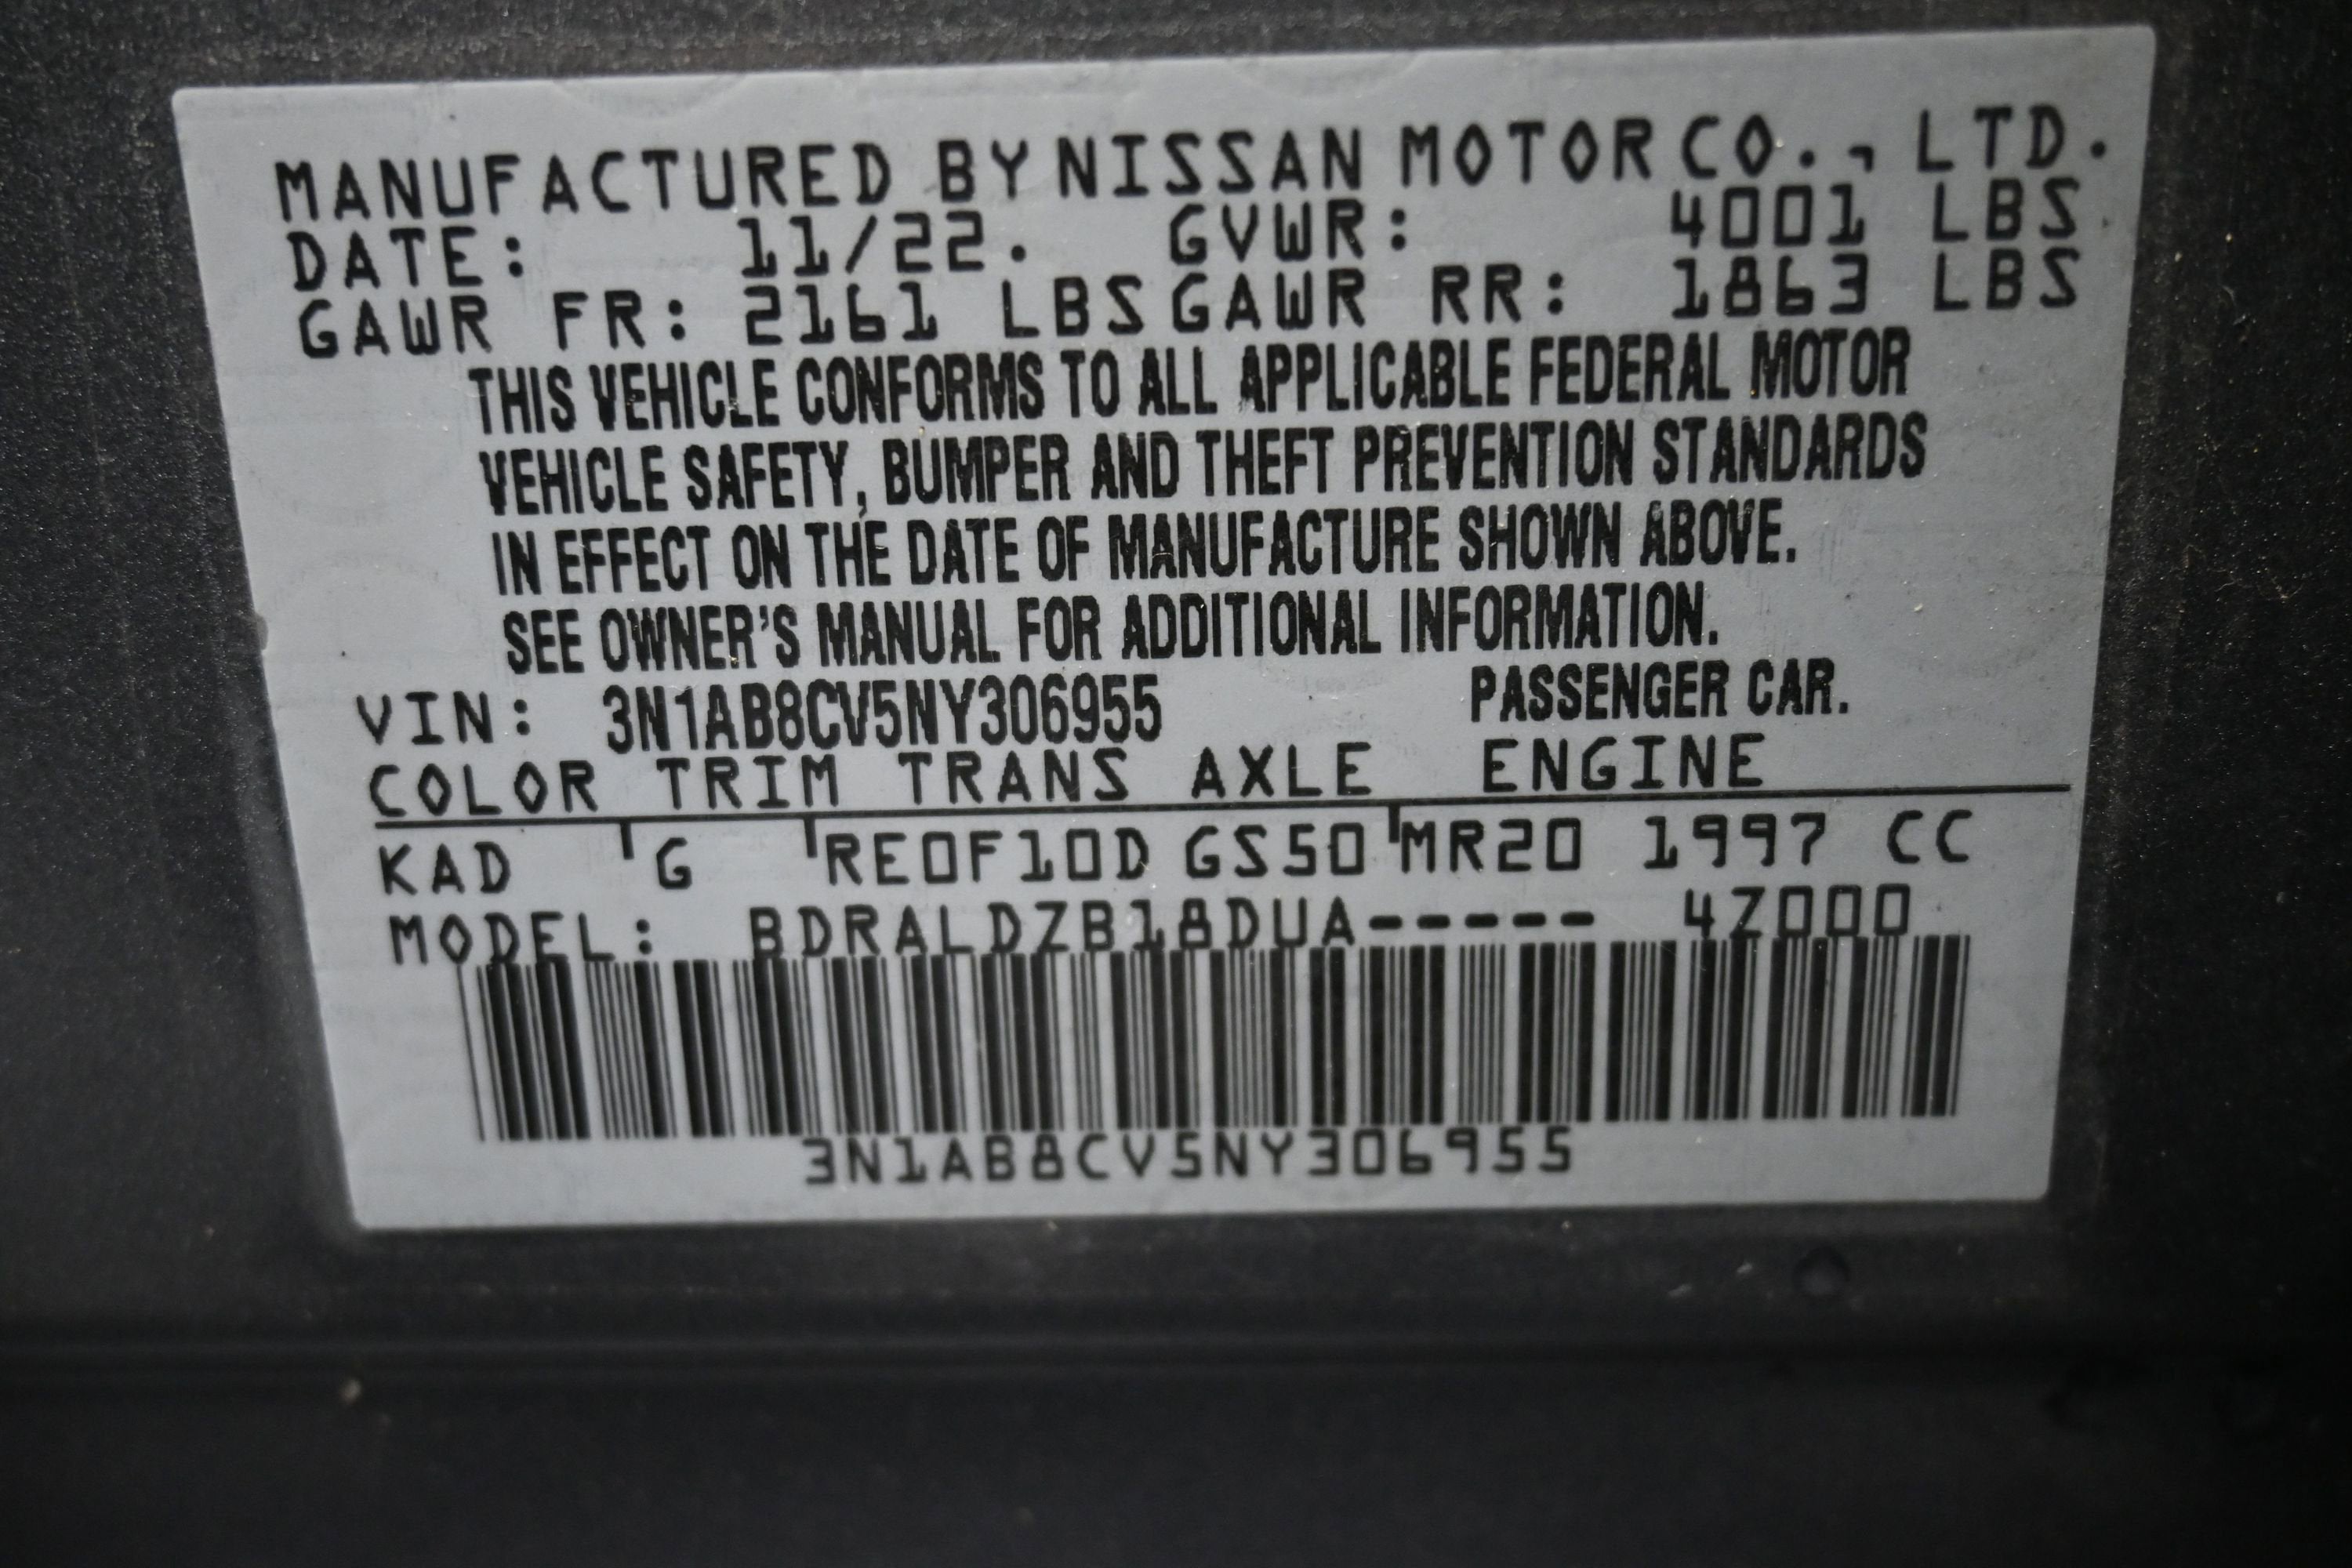 MANUFACTURED BY NISSAN MOTOR CO., LTD.
DATE: 11/22. GVWR: 4001 LBS
GAWR FR: 2161 LBS GAWR RR: 1863 LBS
THIS VEHICLE CONFORMS TO ALL APPLICABLE FEDERAL MOTOR
VEHICLE SAFETY, BUMPER AND THEFT PREVENTION STANDARDS
IN EFFECT ON THE DATE OF MANUFACTURE SHOWN ABOVE.
SEE OWNER'S MANUAL FOR ADDITIONAL INFORMATION.
VIN: 3N1AB8CV5NY306955 PASSENGER CAR.
COLOR TRIM TRANS AXLE ENGINE
KAD G RE0F10D GS50 MR20 1997 CC
MODEL: BDRALDZB18DUA----- 4Z000
3N1AB8CV5NY306955